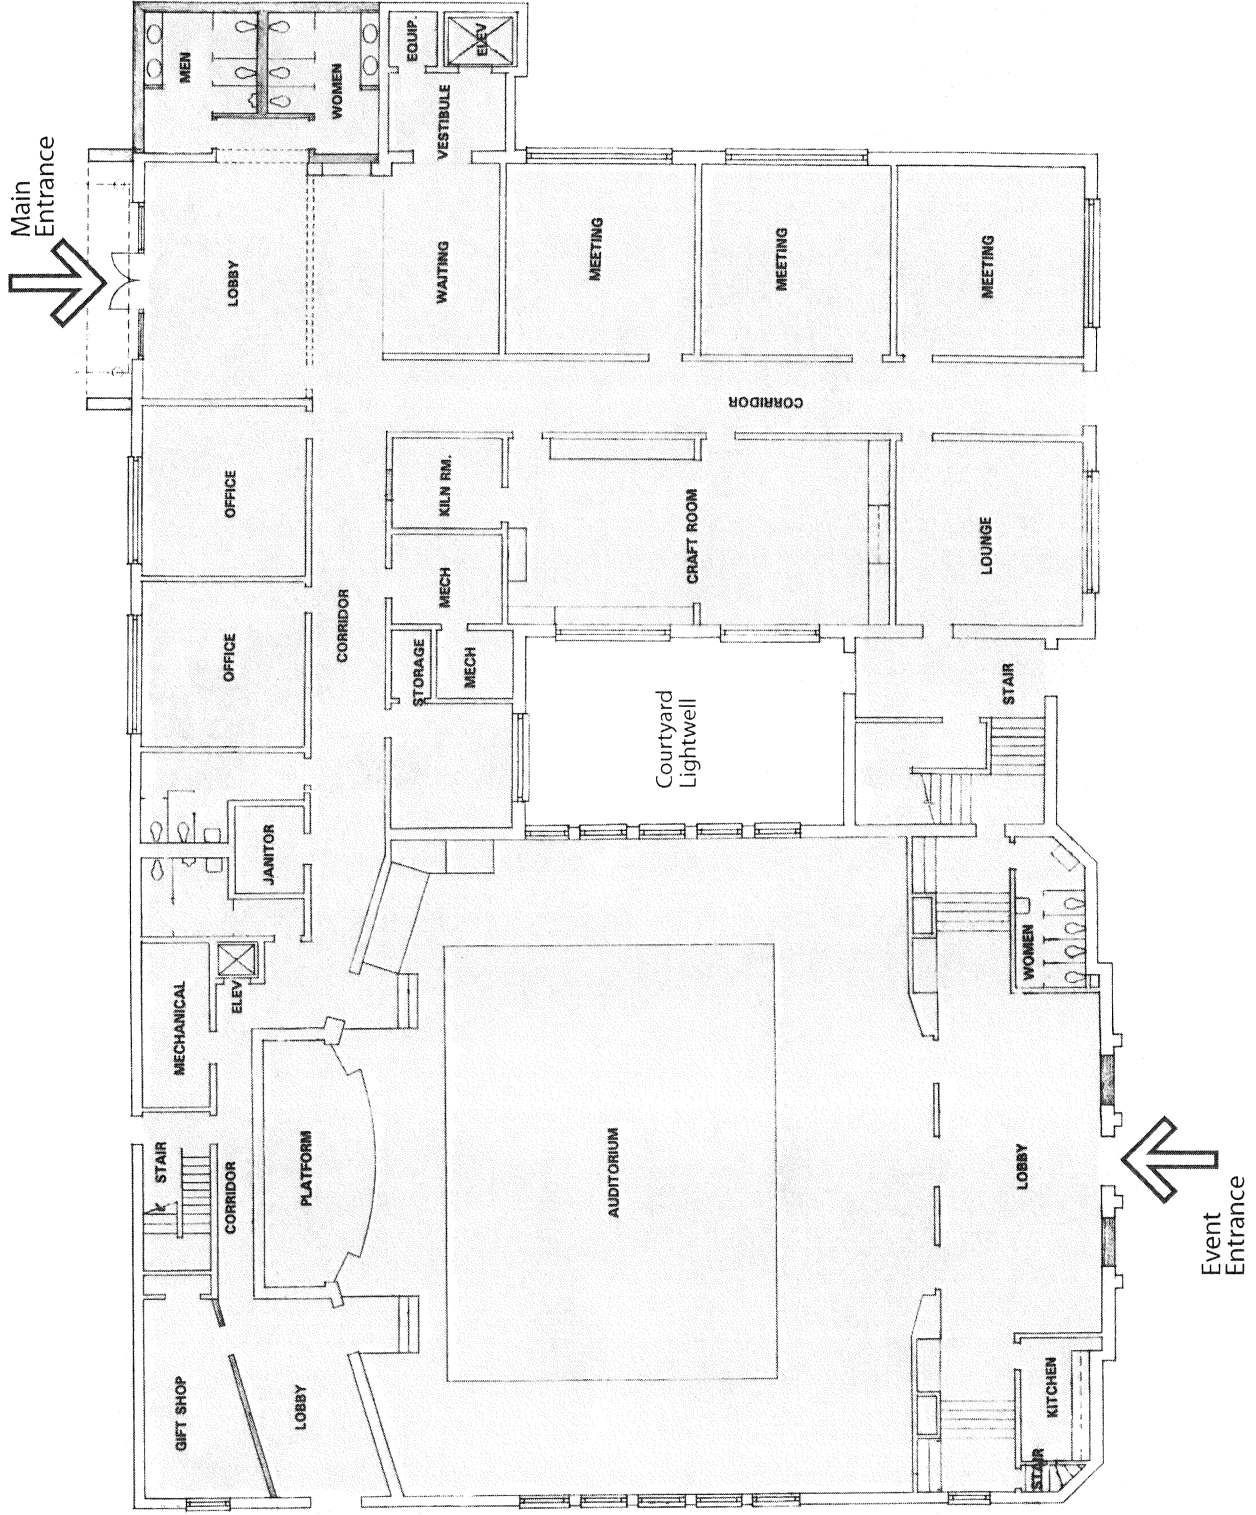 Main
Entrance
MEN
WOMEN
EQUIP.
ELEV
VESTIBULE
LOBBY
WAITING
MEETING
MEETING
MEETING
CORRIDOR
OFFICE
KILN RM.
CRAFT ROOM
LOUNGE
MECH
OFFICE
CORRIDOR
STORAGE
MECH
Courtyard
Lightwell
STAIR
JANITOR
MECHANICAL
ELEV
WOMEN
STAIR
CORRIDOR
PLATFORM
AUDITORIUM
LOBBY
Event
Entrance
GIFT SHOP
LOBBY
KITCHEN
STAIR